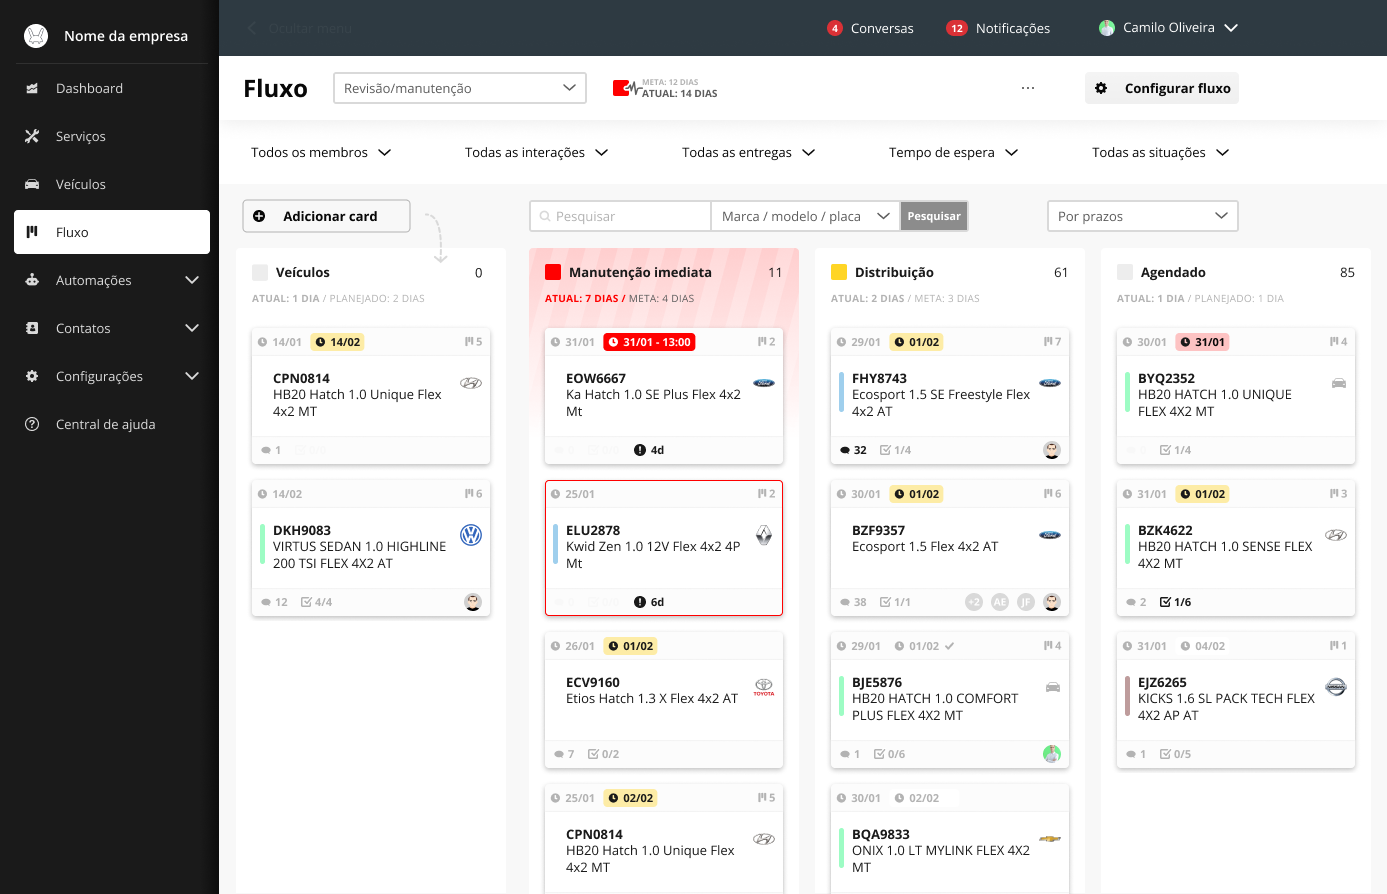 Nome da empresa
Dashboard
Serviços
Veículos
Fluxo
Automações
Contatos
Configurações
Central de ajuda
Ocultar menu
4 Conversas
12 Notificações
Camilo Oliveira
Fluxo
Revisão/manutenção
META: 12 DIAS
ATUAL: 14 DIAS
...
Configurar fluxo
Todos os membros
Todas as interações
Todas as entregas
Tempo de espera
Todas as situações
Adicionar card
Pesquisar
Marca / modelo / placa
Pesquisar
Por prazos
Veículos 0
ATUAL: 1 DIA / PLANEJADO: 2 DIAS
14/01 14/02 5
CPN0814
HB20 Hatch 1.0 Unique Flex
4x2 MT
1
14/02 6
DKH9083
VIRTUS SEDAN 1.0 HIGHLINE
200 TSI FLEX 4X2 AT
12 4/4
Manutenção imediata 11
ATUAL: 7 DIAS / META: 4 DIAS
31/01 31/01 - 13:00 2
EOW6667
Ka Hatch 1.0 SE Plus Flex 4x2
Mt
4d
25/01 2
ELU2878
Kwid Zen 1.0 12V Flex 4x2 4P
Mt
6d
26/01 01/02
ECV9160
Etios Hatch 1.3 X Flex 4x2 AT
TOYOTA
7 0/2
25/01 02/02 5
CPN0814
HB20 Hatch 1.0 Unique Flex
4x2 MT
Distribuição 61
ATUAL: 2 DIAS / META: 3 DIAS
29/01 01/02 7
FHY8743
Ecosport 1.5 SE Freestyle Flex
4x2 AT
32 1/4
30/01 01/02 6
BZF9357
Ecosport 1.5 Flex 4x2 AT
38 1/1 +2 AE JF
29/01 01/02 4
BJE5876
HB20 HATCH 1.0 COMFORT
PLUS FLEX 4X2 MT
1 0/6
30/01 02/02
BQA9833
ONIX 1.0 LT MYLINK FLEX 4X2
MT
Agendado 85
ATUAL: 1 DIA / PLANEJADO: 1 DIA
30/01 31/01 4
BYQ2352
HB20 HATCH 1.0 UNIQUE
FLEX 4X2 MT
1/4
31/01 01/02 3
BZK4622
HB20 HATCH 1.0 SENSE FLEX
4X2 MT
2 1/6
31/01 04/02 1
EJZ6265
KICKS 1.6 SL PACK TECH FLEX
4X2 AP AT
1 0/5